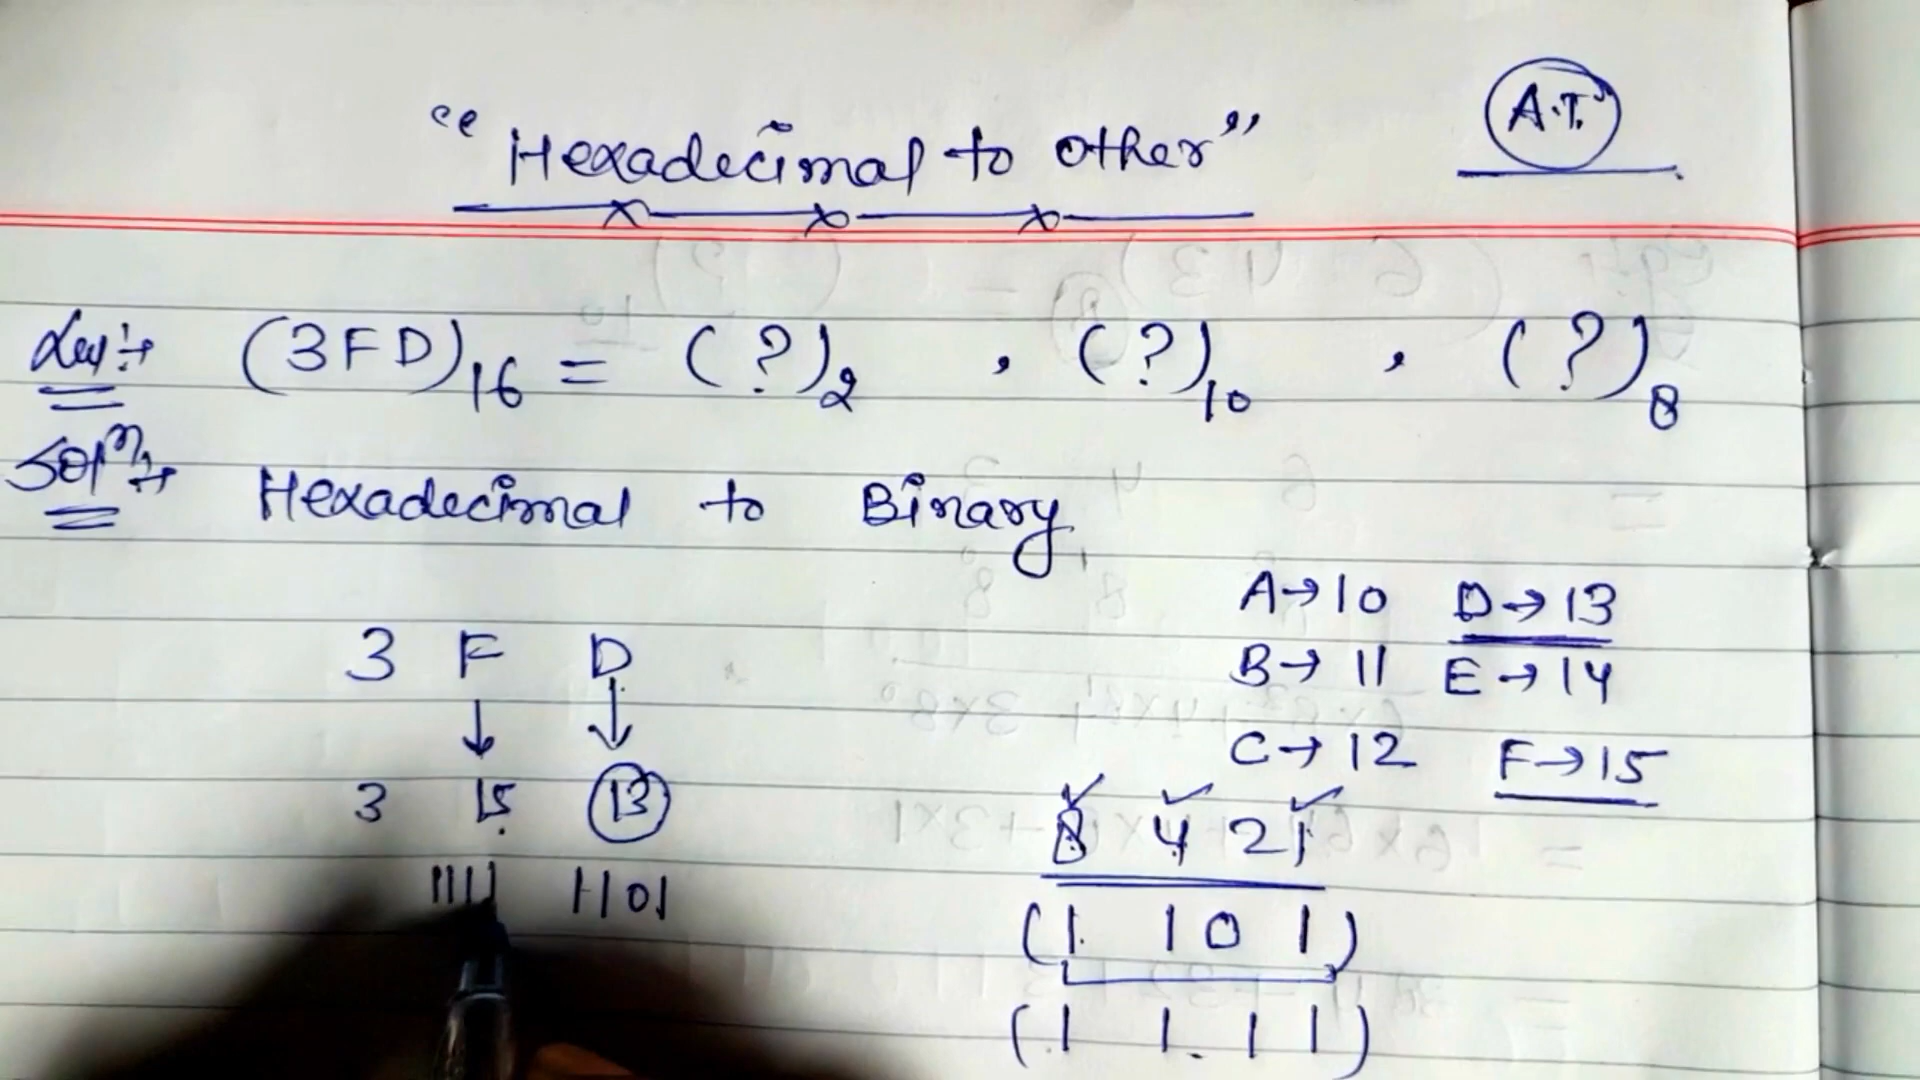 "Hexadecimal to other"
A.T.
(3FD)16 = (?)2 , (?)10 , (?)8
Solⁿ:→ Hexadecimal to Binary
A→10 D→13
B→11 E→14
C→12 F→15
3 F D
↓ ↓
3 15 13
8 4 2 1
1111 1101
(1 1 0 1)
(1 1 1 1)